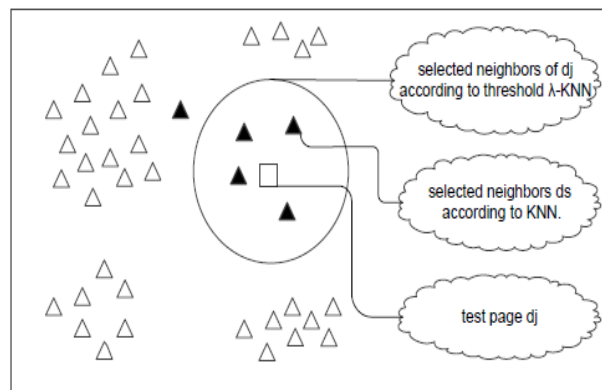 selected neighbors of dj
according to threshold λ-KNN
selected neighbors ds
according to KNN.
test page dj